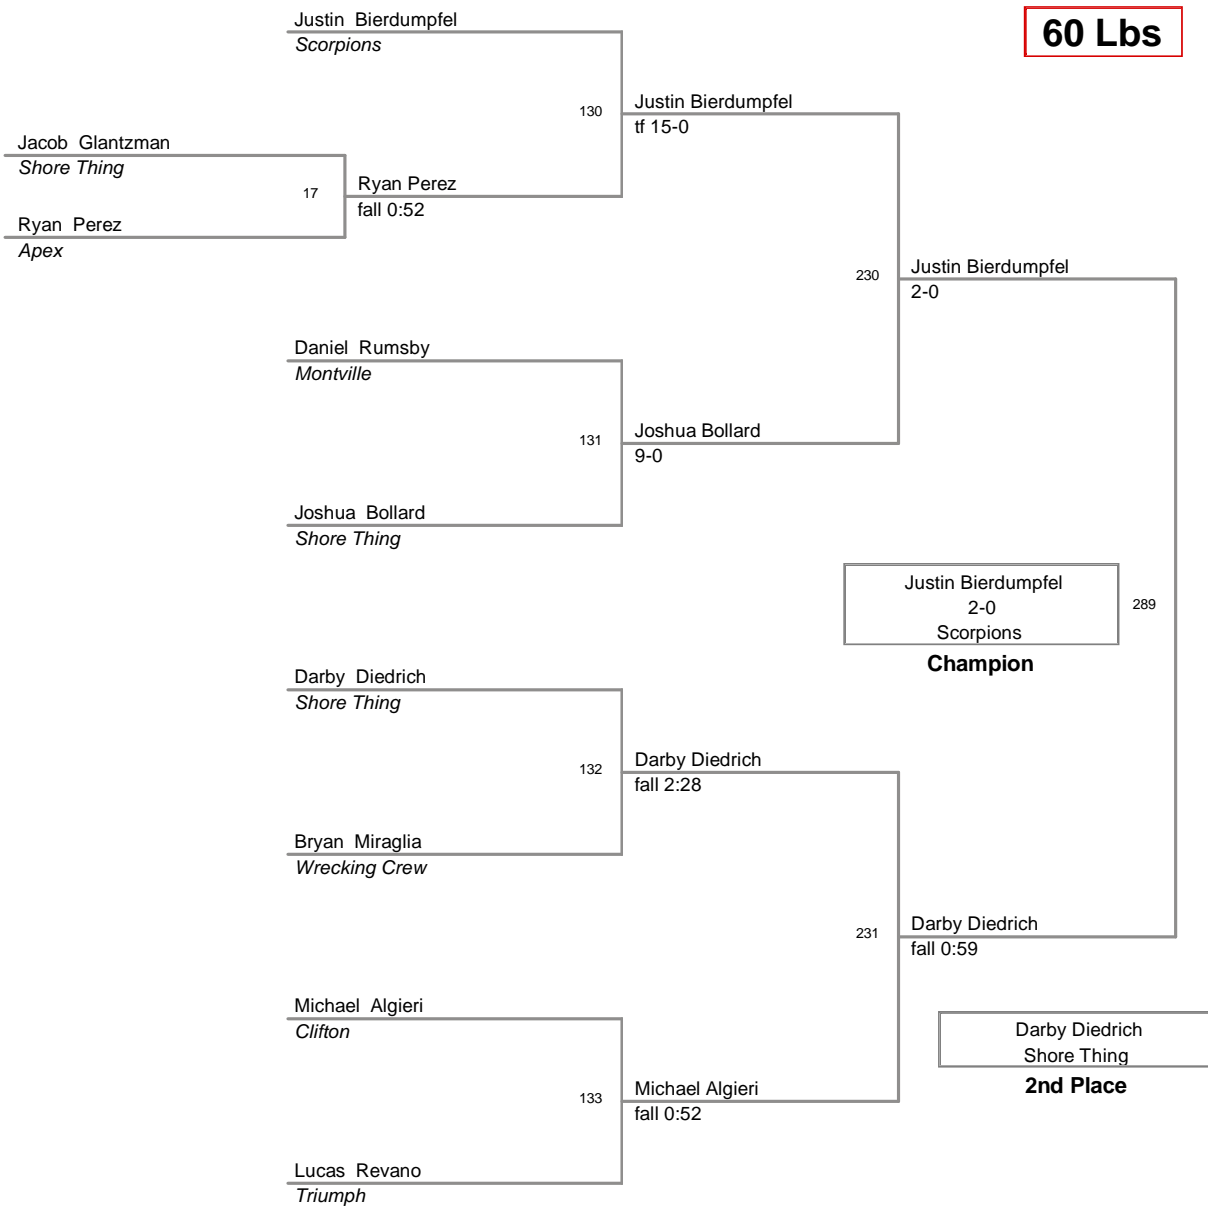 Justin Bierdumpfel
Scorpions
60 Lbs
130
Justin Bierdumpfel
tf 15-0
Jacob Glantzman
Shore Thing
17
Ryan Perez
fall 0:52
Ryan Perez
Apex
230
Justin Bierdumpfel
2-0
Daniel Rumsby
Montville
131
Joshua Bollard
9-0
Joshua Bollard
Shore Thing
Justin Bierdumpfel
2-0
Scorpions
289
Champion
Darby Diedrich
Shore Thing
132
Darby Diedrich
fall 2:28
Bryan Miraglia
Wrecking Crew
231
Darby Diedrich
fall 0:59
Michael Algieri
Clifton
Darby Diedrich
Shore Thing
2nd Place
133
Michael Algieri
fall 0:52
Lucas Revano
Triumph